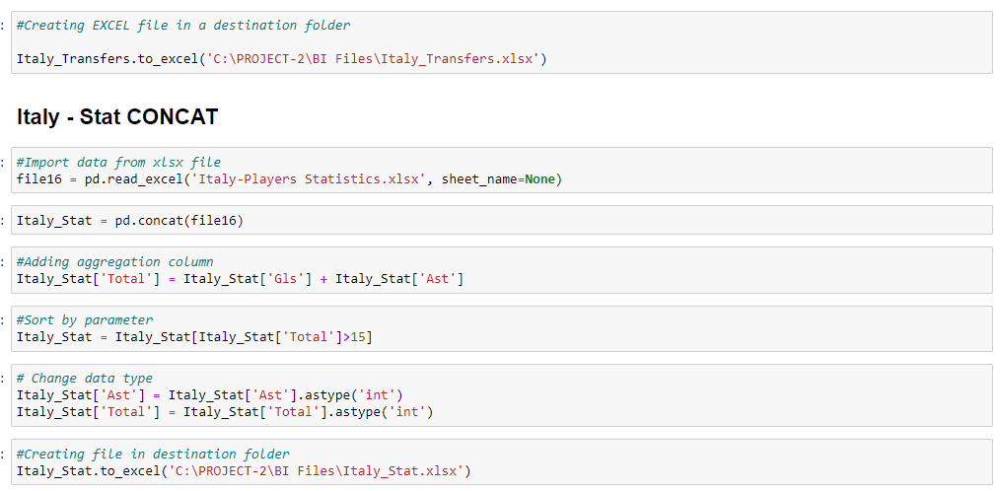 #Creating EXCEL file in a destination folder
Italy_Transfers.to_excel('C:\PROJECT-2\BI Files\Italy_Transfers.xlsx')
Italy - Stat CONCAT
#Import data from xlsx file
file16 = pd.read_excel('Italy-Players Statistics.xlsx', sheet_name=None)
Italy_Stat = pd.concat(file16)
#Adding aggregation column
Italy_Stat['Total'] = Italy_Stat['Gls'] + Italy_Stat['Ast']
#Sort by parameter
Italy_Stat = Italy_Stat[Italy_Stat['Total']>15]
# Change data type
Italy_Stat['Ast'] = Italy_Stat['Ast'].astype('int')
Italy_Stat['Total'] = Italy_Stat['Total'].astype('int')
#Creating file in destination folder
Italy_Stat.to_excel('C:\PROJECT-2\BI Files\Italy_Stat.xlsx')